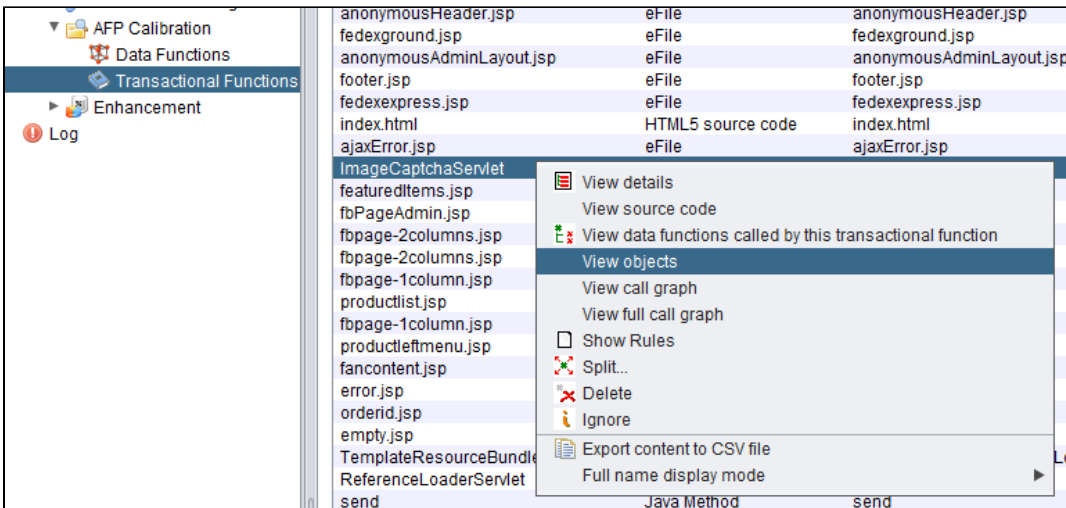 AFP Calibration
Data Functions
Transactional Functions
Enhancement
Log
anonymousHeader.jsp eFile anonymousHeader.jsp
fedexground.jsp eFile fedexground.jsp
anonymousAdminLayout.jsp eFile anonymousAdminLayout.jsp
footer.jsp eFile footer.jsp
fedexexpress.jsp eFile fedexexpress.jsp
index.html HTML5 source code index.html
ajaxError.jsp eFile ajaxError.jsp
ImageCaptchaServlet
featuredItems.jsp
fbPageAdmin.jsp
fbpage-2columns.jsp
fbpage-2columns.jsp
fbpage-1column.jsp
productlist.jsp
fbpage-1column.jsp
productleftmenu.jsp
fancontent.jsp
error.jsp
orderid.jsp
empty.jsp
TemplateResourceBundle
ReferenceLoaderServlet
send Java Method send
View details
View source code
View data functions called by this transactional function
View objects
View call graph
View full call graph
Show Rules
Split...
Delete
Ignore
Export content to CSV file
Full name display mode